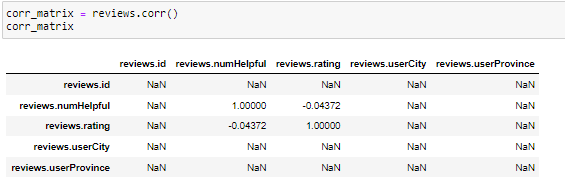 corr_matrix = reviews.corr()
corr_matrix
reviews.id reviews.numHelpful reviews.rating reviews.userCity reviews.userProvince
reviews.id NaN NaN NaN NaN NaN
reviews.numHelpful NaN 1.00000 -0.04372 NaN NaN
reviews.rating NaN -0.04372 1.00000 NaN NaN
reviews.userCity NaN NaN NaN NaN NaN
reviews.userProvince NaN NaN NaN NaN NaN